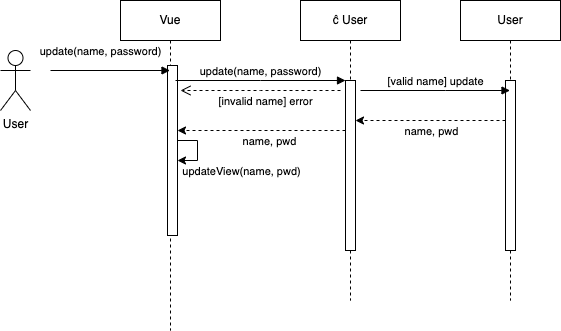 Vue
ĉ User
User
update(name, password)
update(name, password)
[valid name] update
[invalid name] error
User
name, pwd
name, pwd
updateView(name, pwd)